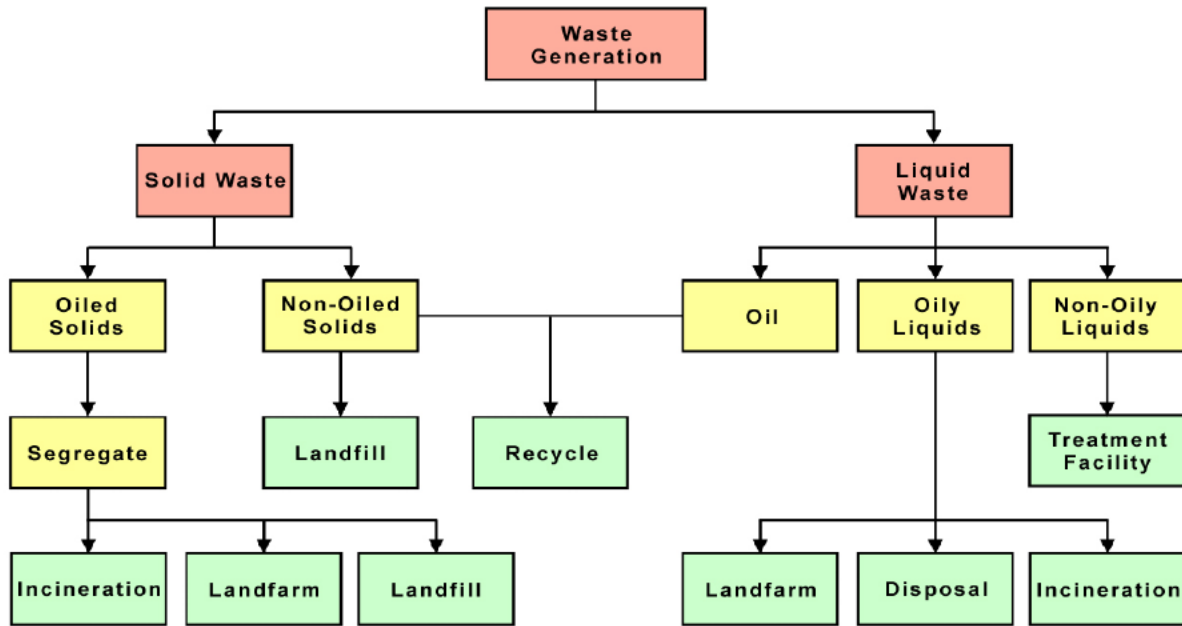 Waste
Generation
Solid Waste
Liquid
Waste
Oiled
Solids
Non-Oiled
Solids
Oil
Oily
Liquids
Non-Oily
Liquids
Segregate
Landfill
Recycle
Treatment
Facility
Incineration
Landfarm
Landfill
Landfarm
Disposal
Incineration